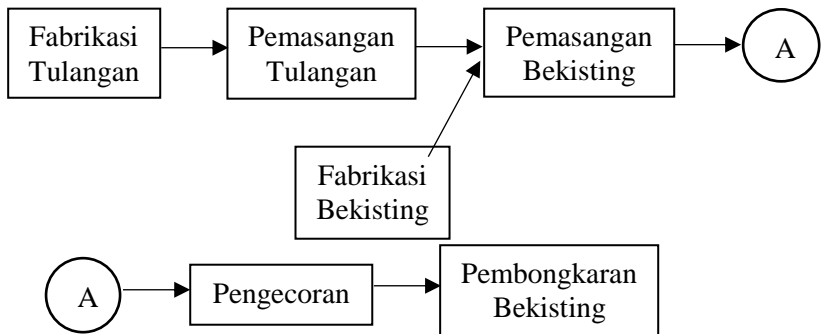 Fabrikasi
Tulangan
Pemasangan
Tulangan
Pemasangan
Bekisting
A
Fabrikasi
Bekisting
A
Pengecoran
Pembongkaran
Bekisting